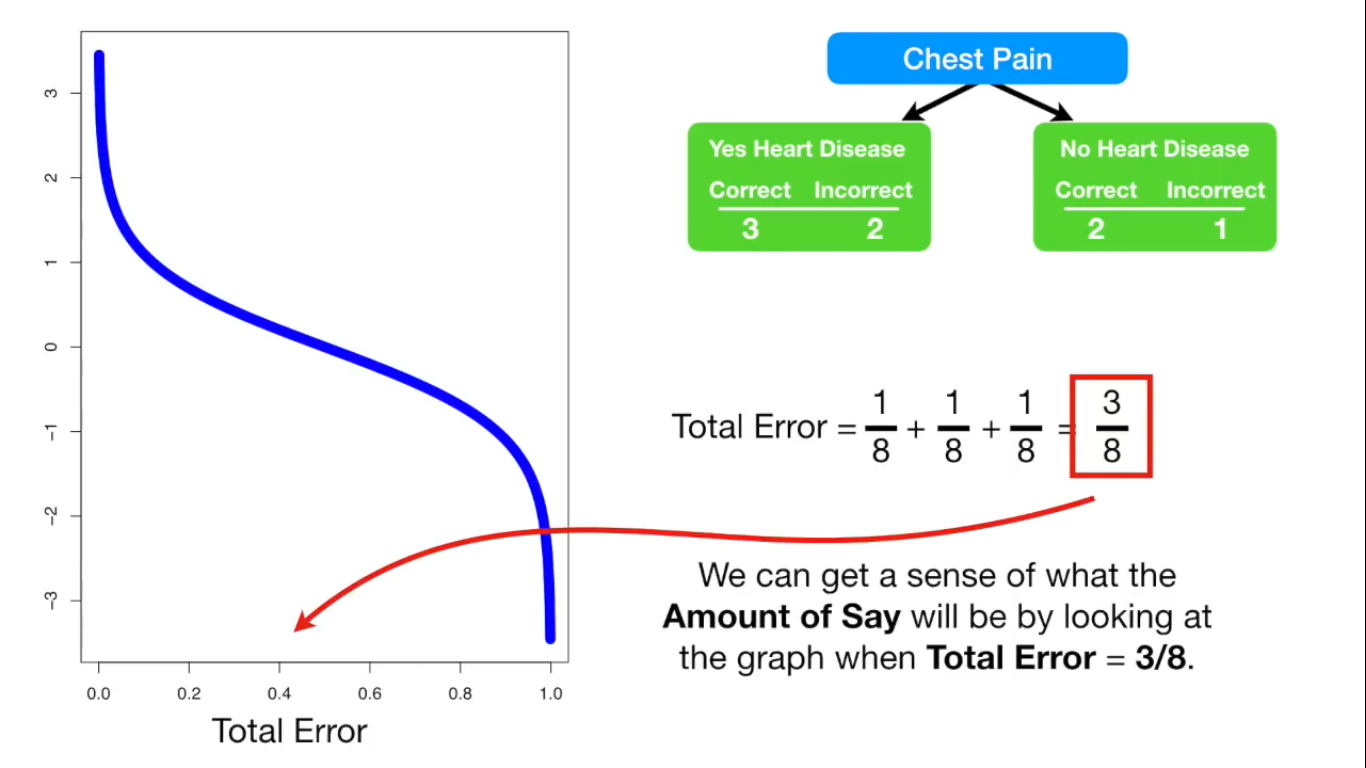 3
2
1
0
-1
-2
-3
0.0 0.2 0.4 0.6 0.8 1.0
Total Error
Chest Pain
Yes Heart Disease
Correct Incorrect
3 2
No Heart Disease
Correct Incorrect
2 1
Total Error = 1/8 + 1/8 + 1/8 = 3/8
We can get a sense of what the
Amount of Say will be by looking at
the graph when Total Error = 3/8.